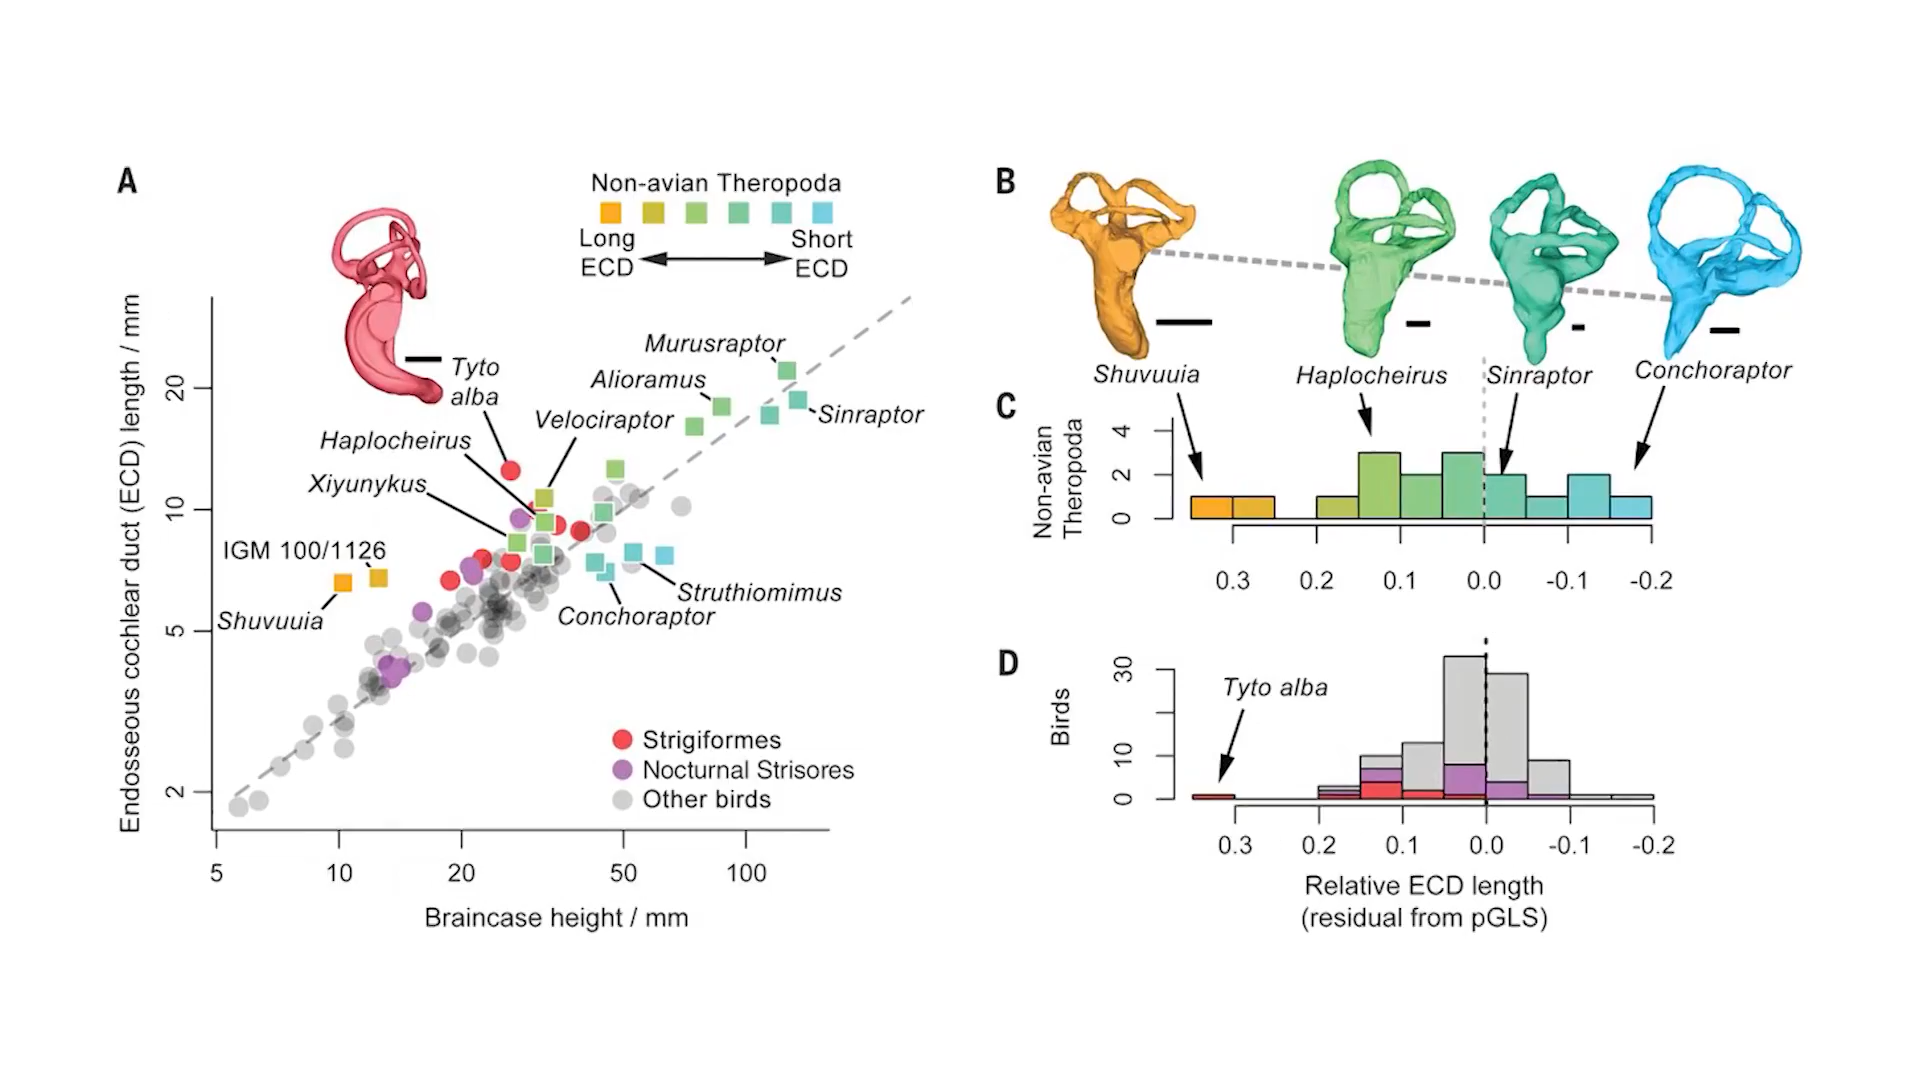 A
Non-avian Theropoda
Long
ECD
Short
ECD
Endosseous cochlear duct (ECD) length / mm
20
10
5
2
Tyto
alba
Murusraptor
Alioramus
Sinraptor
Velociraptor
Haplocheirus
Xiyunykus
IGM 100/1126
Shuvuuia
Struthiomimus
Conchoraptor
Strigiformes
Nocturnal Strisores
Other birds
5
10
20
50
100
Braincase height / mm
B
Shuvuuia
Haplocheirus
Sinraptor
Conchoraptor
C
Non-avian
Theropoda
4
2
0
0.3
0.2
0.1
0.0
-0.1
-0.2
D
Birds
30
10
0
Tyto alba
0.3
0.2
0.1
0.0
-0.1
-0.2
Relative ECD length
(residual from pGLS)